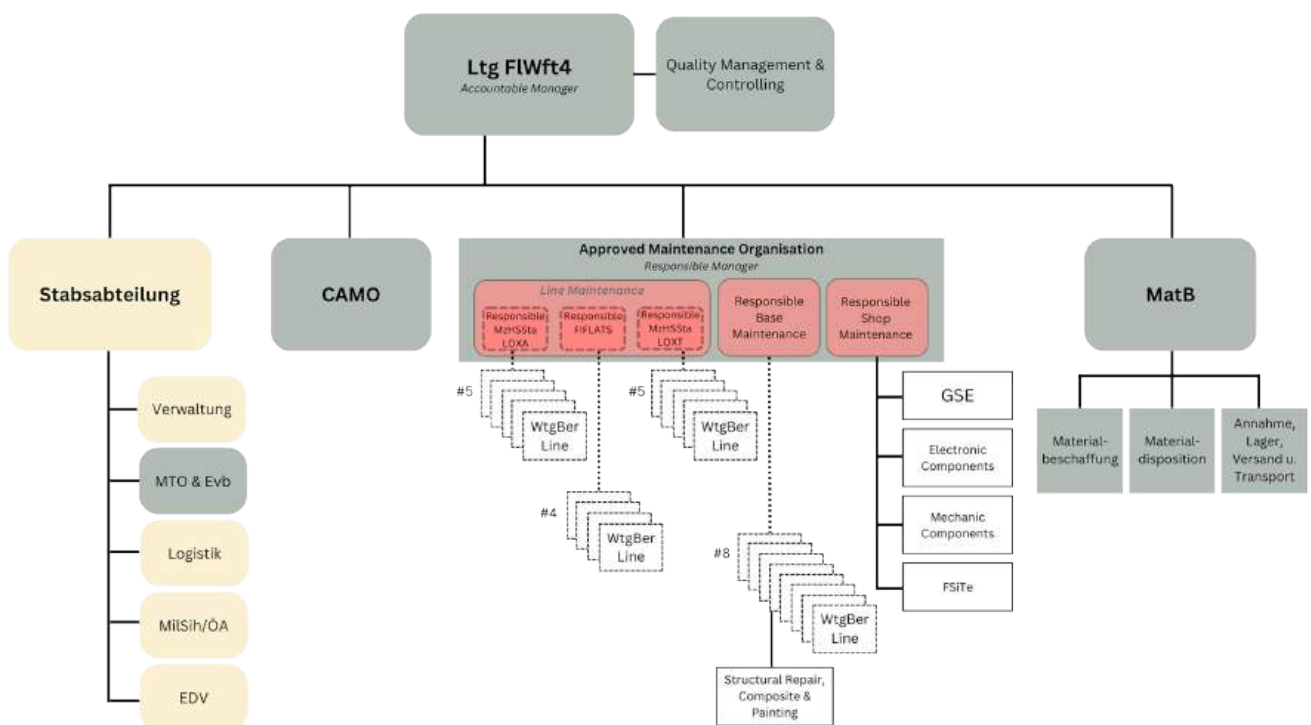 Ltg FlWft4
Accountable Manager
Quality Management &
Controlling
Stabsabteilung
CAMO
Approved Maintenance Organisation
Responsible Manager
Line Maintenance
Responsible
MzHSSta
LOXA
Responsible
FlFLATS
Responsible
MzHSSta
LOXT
Responsible
Base
Maintenance
Responsible
Shop
Maintenance
MatB
Verwaltung
MTO & Evb
Logistik
MilSih/ÖA
EDV
#5
WtgBer
Line
#4
WtgBer
Line
#5
WtgBer
Line
#8
WtgBer
Line
Structural Repair,
Composite &
Painting
GSE
Electronic
Components
Mechanic
Components
FSiTe
Material-
beschaffung
Material-
disposition
Annahme,
Lager,
Versand u.
Transport